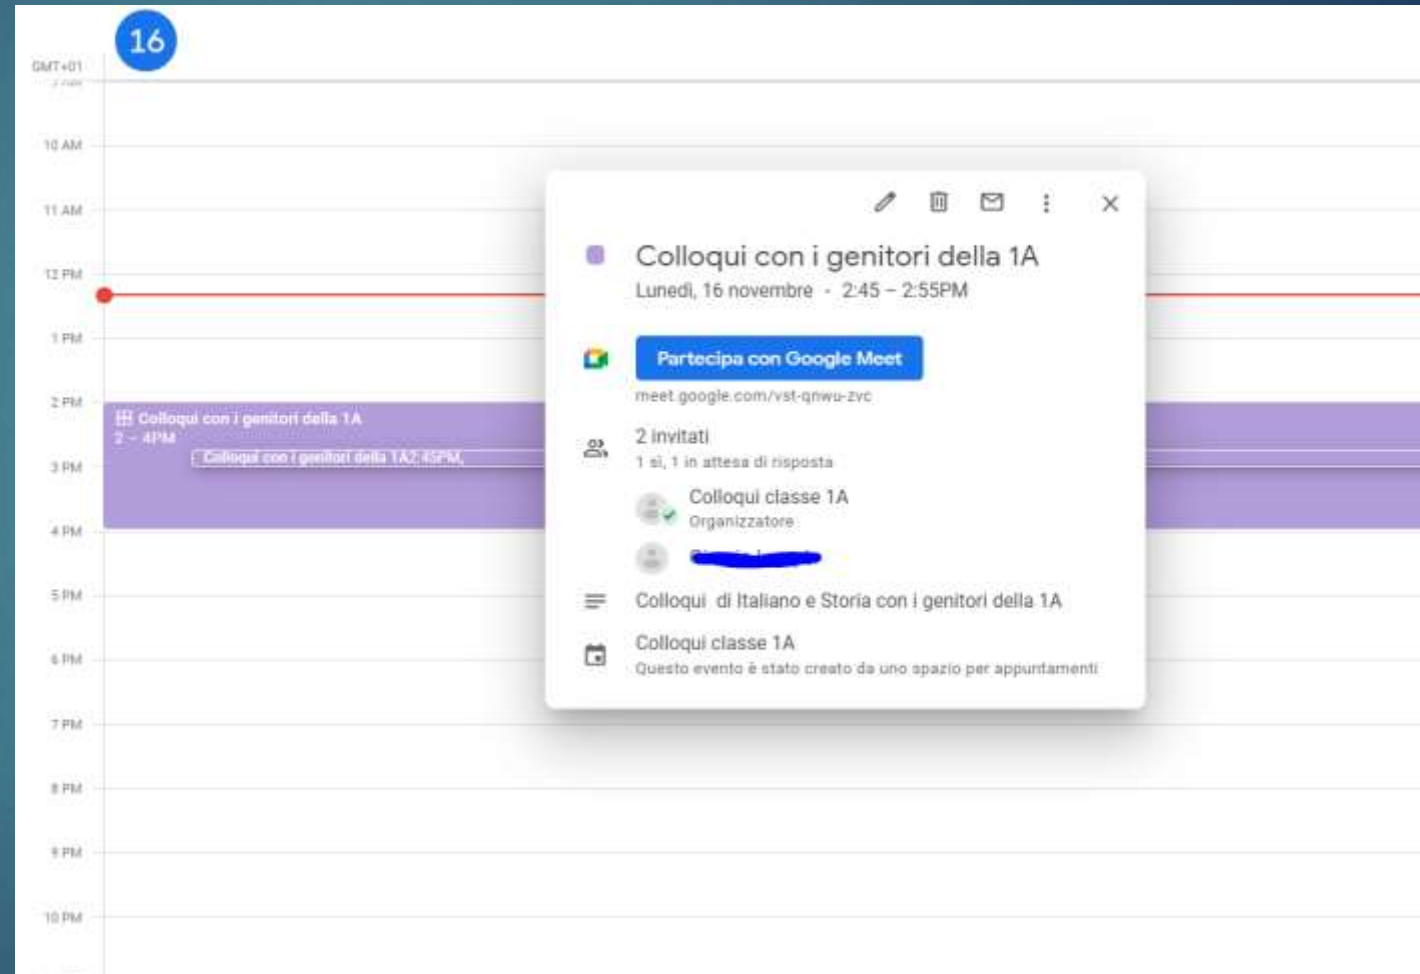 16
GMT+01
10 AM
11 AM
12 PM
1 PM
2 PM
3 PM
4 PM
5 PM
6 PM
7 PM
8 PM
9 PM
10 PM
Colloqui con i genitori della 1A
2 – 4PM
Colloqui con i genitori della 1A2:45PM,
Colloqui con i genitori della 1A
Lunedì, 16 novembre - 2:45 – 2:55PM
Partecipa con Google Meet
meet.google.com/vst-qnwu-zvc
2 invitati
1 sì, 1 in attesa di risposta
Colloqui classe 1A
Organizzatore
Colloqui di Italiano e Storia con i genitori della 1A
Colloqui classe 1A
Questo evento è stato creato da uno spazio per appuntamenti